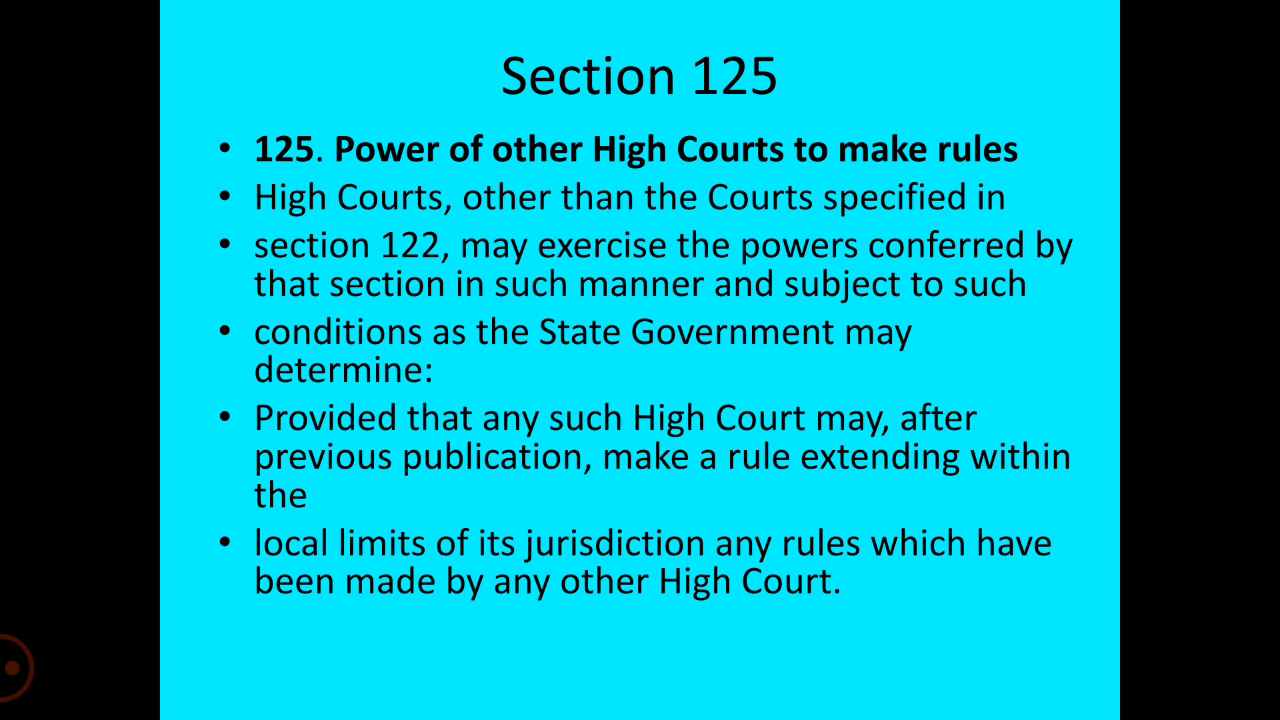 Section 125
• 125. Power of other High Courts to make rules
• High Courts, other than the Courts specified in
• section 122, may exercise the powers conferred by
that section in such manner and subject to such
• conditions as the State Government may
determine:
• Provided that any such High Court may, after
previous publication, make a rule extending within
the
• local limits of its jurisdiction any rules which have
been made by any other High Court.